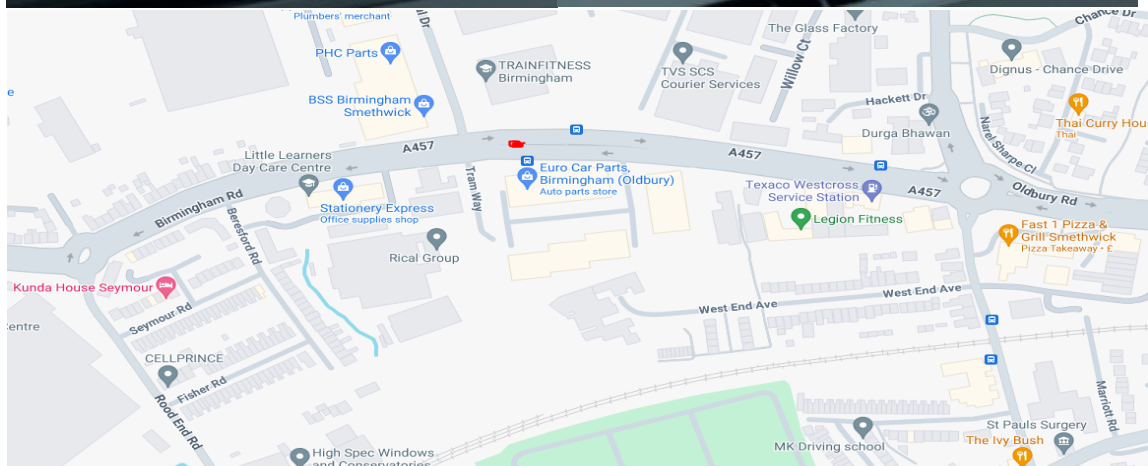 Plumbers' merchant
The Glass Factory
Chance Dr
PHC Parts
TRAINFITNESS
Birmingham
TVS SCS
Courier Services
Willow Ct
Dignus - Chance Drive
BSS Birmingham
Smethwick
Hackett Dr
Thai Curry Hou
Thai
Durga Bhawan
Narel Sharpe Cl
A457
A457
Little Learners
Day Care Centre
Euro Car Parts,
Birmingham (Oldbury)
Auto parts store
Texaco Westcross
Service Station
A457
Oldbury Rd
Birmingham Rd
Stationery Express
Office supplies shop
Tram Way
Legion Fitness
Beresford Rd
Fast 1 Pizza &
Grill Smethwick
Pizza Takeaway · £
Rical Group
Kunda House Seymour
West End Ave
West End Ave
Seymour Rd
Centre
CELLPRINCE
Fisher Rd
Rood End Rd
Marriott Rd
High Spec Windows
and Conservatories
MK Driving school
St Pauls Surgery
The Ivy Bush